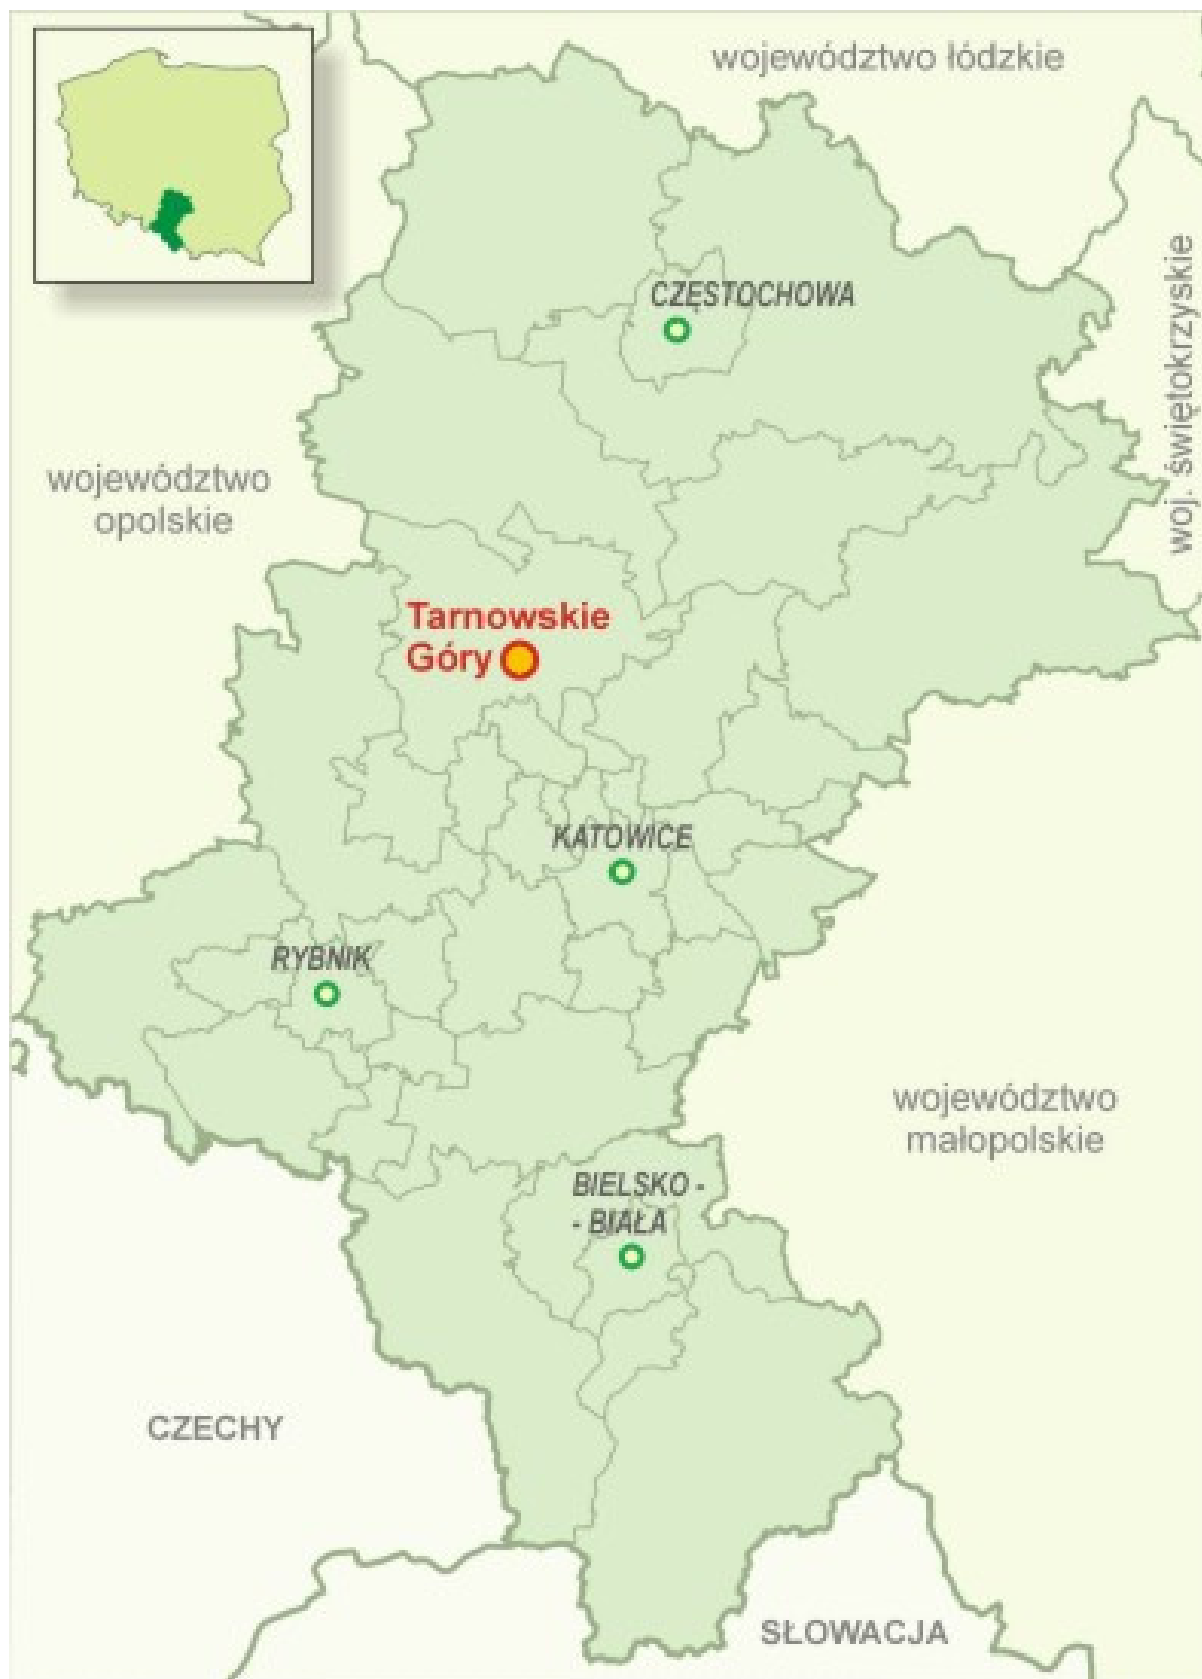 województwo łódzkie
woj. świętokrzyskie
CZĘSTOCHOWA
województwo
opolskie
Tarnowskie
Góry
KATOWICE
RYBNIK
województwo
małopolskie
BIELSKO -
- BIAŁA
CZECHY
SŁOWACJA